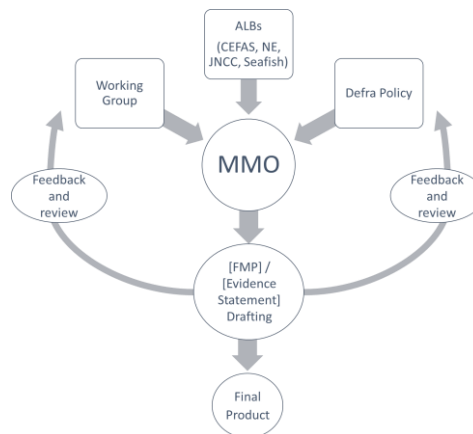 ALBs
(CEFAS, NE,
JNCC, Seafish)
Working
Group
Defra Policy
MMO
Feedback
and
review
Feedback
and
review
[FMP] /
[Evidence
Statement]
Drafting
Final
Product